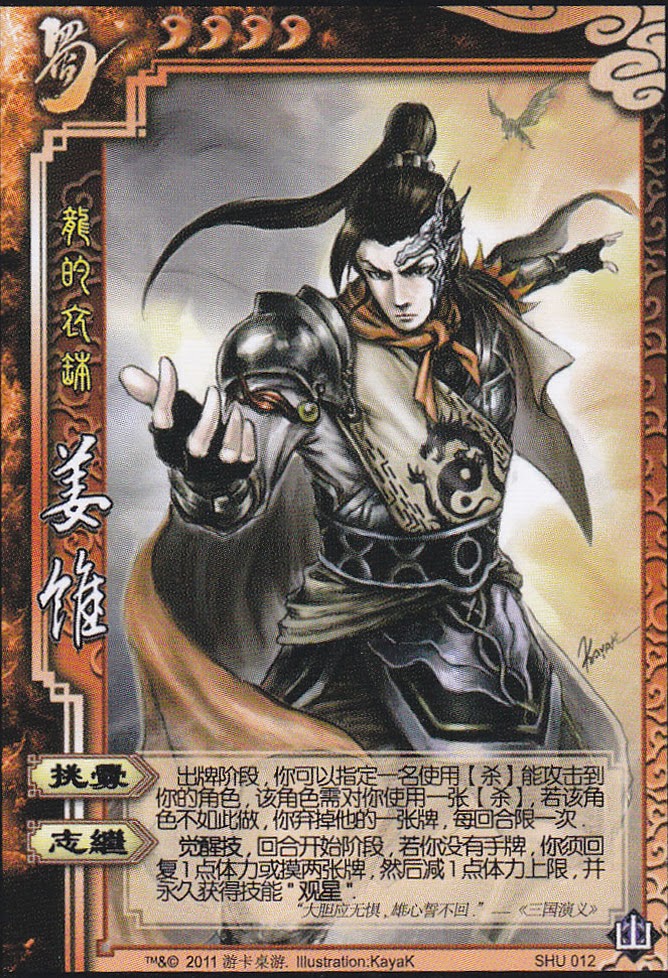 蜀
龍的衣缽
姜維
挑釁
出牌阶段，你可以指定一名使用【杀】能攻击到
你的角色，该角色需对你使用一张【杀】，若该角
色不如此做，你弃掉他的一张牌，每回合限一次．
志繼
觉醒技，回合开始阶段，若你没有手牌，你须回
复1点体力或摸两张牌，然后减1点体力上限，并
永久获得技能"观星"．
"大胆应无惧，雄心誓不回．" —《三国演义》
KayaK
山
™&© 2011 游卡桌游. Illustration:KayaK
SHU 012